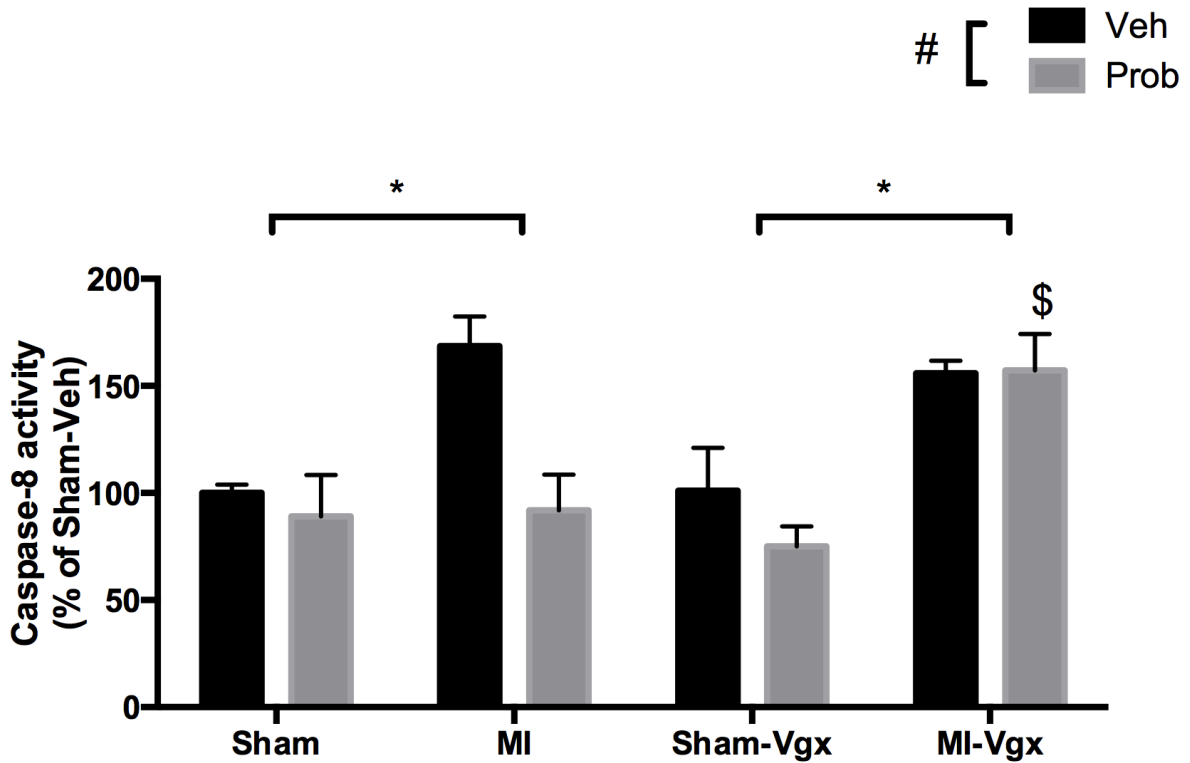 # Veh
Prob
* *
$
200
150
100
50
0
Caspase-8 activity
(% of Sham-Veh)
Sham MI Sham-Vgx MI-Vgx